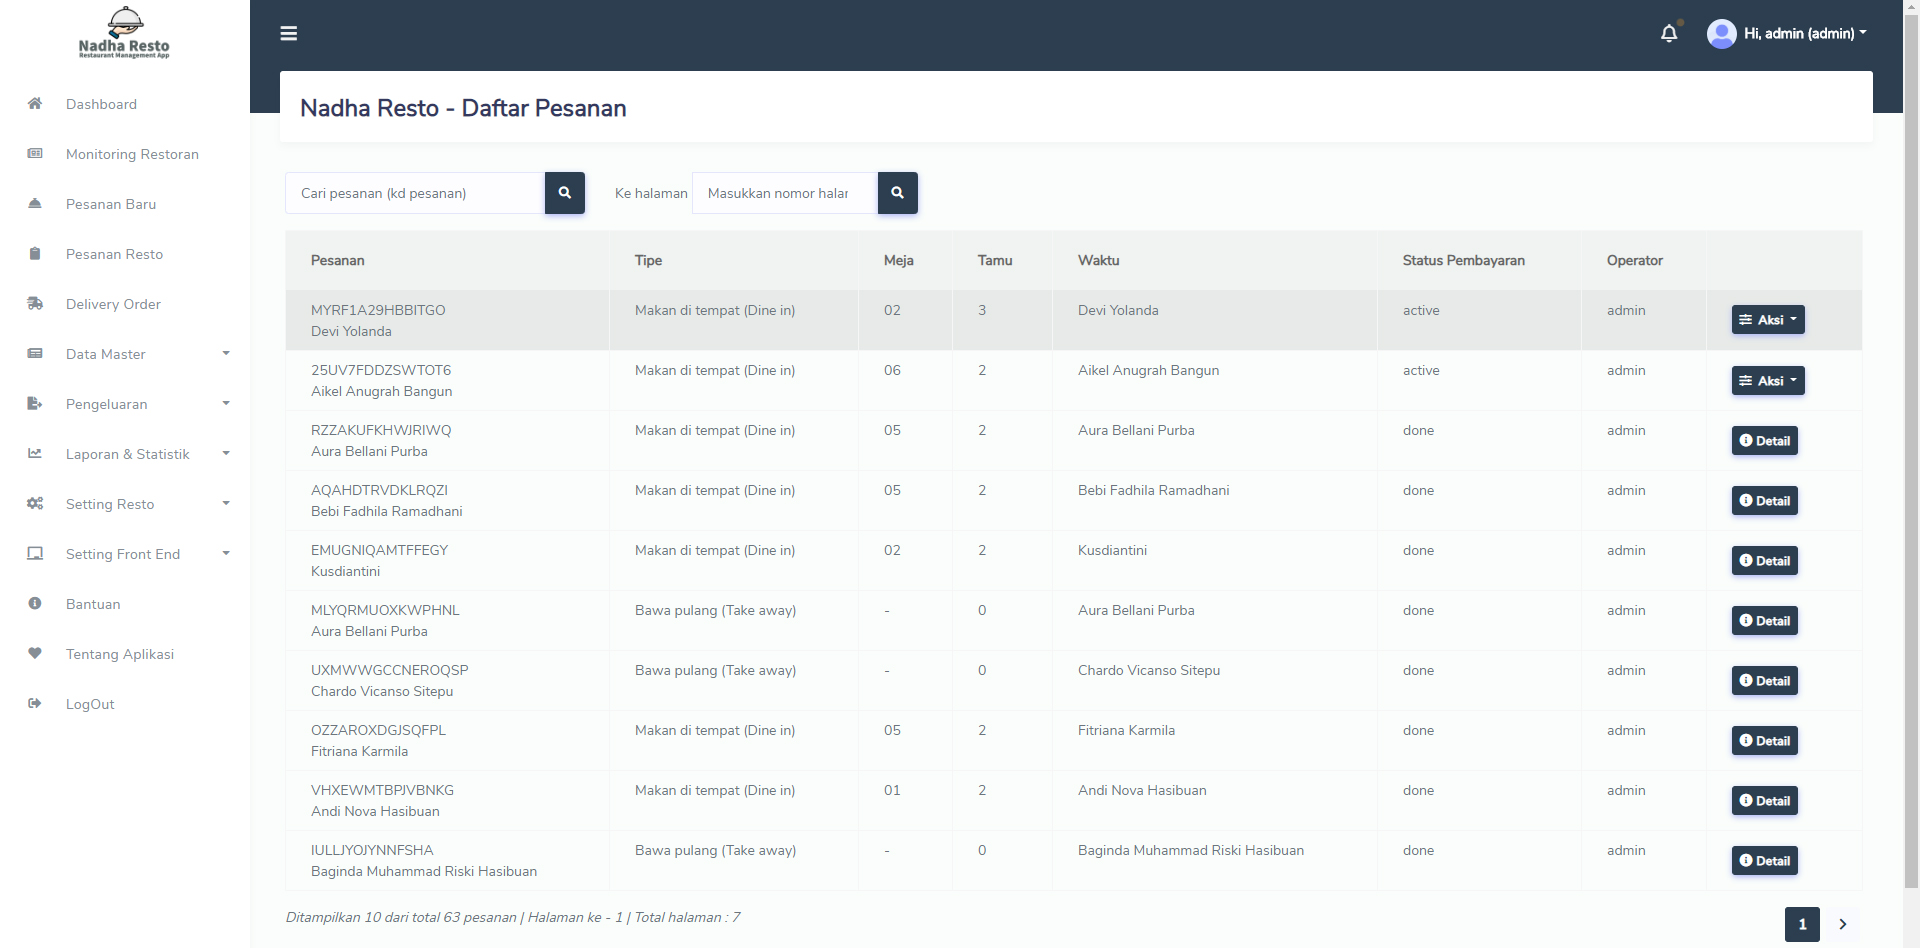 Nadha Resto
Restaurant Management App
Dashboard
Monitoring Restoran
Pesanan Baru
Pesanan Resto
Delivery Order
Data Master
Pengeluaran
Laporan & Statistik
Setting Resto
Setting Front End
Bantuan
Tentang Aplikasi
LogOut
Hi, admin (admin)
Nadha Resto - Daftar Pesanan
Cari pesanan (kd pesanan) Ke halaman Masukkan nomor halar
Pesanan Tipe Meja Tamu Waktu Status Pembayaran Operator
MYRF1A29HBBITGO Makan di tempat (Dine in) 02 3 Devi Yolanda active admin Aksi
Devi Yolanda
25UV7FDDZSWTOT6 Makan di tempat (Dine in) 06 2 Aikel Anugrah Bangun active admin Aksi
Aikel Anugrah Bangun
RZZAKUFKHWJRIWQ Makan di tempat (Dine in) 05 2 Aura Bellani Purba done admin Detail
Aura Bellani Purba
AQAHDTRVDKLRQZI Makan di tempat (Dine in) 05 2 Bebi Fadhila Ramadhani done admin Detail
Bebi Fadhila Ramadhani
EMUGNIQAMTFFEGY Makan di tempat (Dine in) 02 2 Kusdiantini done admin Detail
Kusdiantini
MLYQRMUOXKWPHNL Bawa pulang (Take away) - 0 Aura Bellani Purba done admin Detail
Aura Bellani Purba
UXMWWGCCNEROQSP Bawa pulang (Take away) - 0 Chardo Vicanso Sitepu done admin Detail
Chardo Vicanso Sitepu
OZZAROXDGJSQFPL Makan di tempat (Dine in) 05 2 Fitriana Karmila done admin Detail
Fitriana Karmila
VHXEWMTBPJVBNKG Makan di tempat (Dine in) 01 2 Andi Nova Hasibuan done admin Detail
Andi Nova Hasibuan
IULLJYOJYNNFSHA Bawa pulang (Take away) - 0 Baginda Muhammad Riski Hasibuan done admin Detail
Baginda Muhammad Riski Hasibuan
Ditampilkan 10 dari total 63 pesanan | Halaman ke - 1 | Total halaman : 7
1